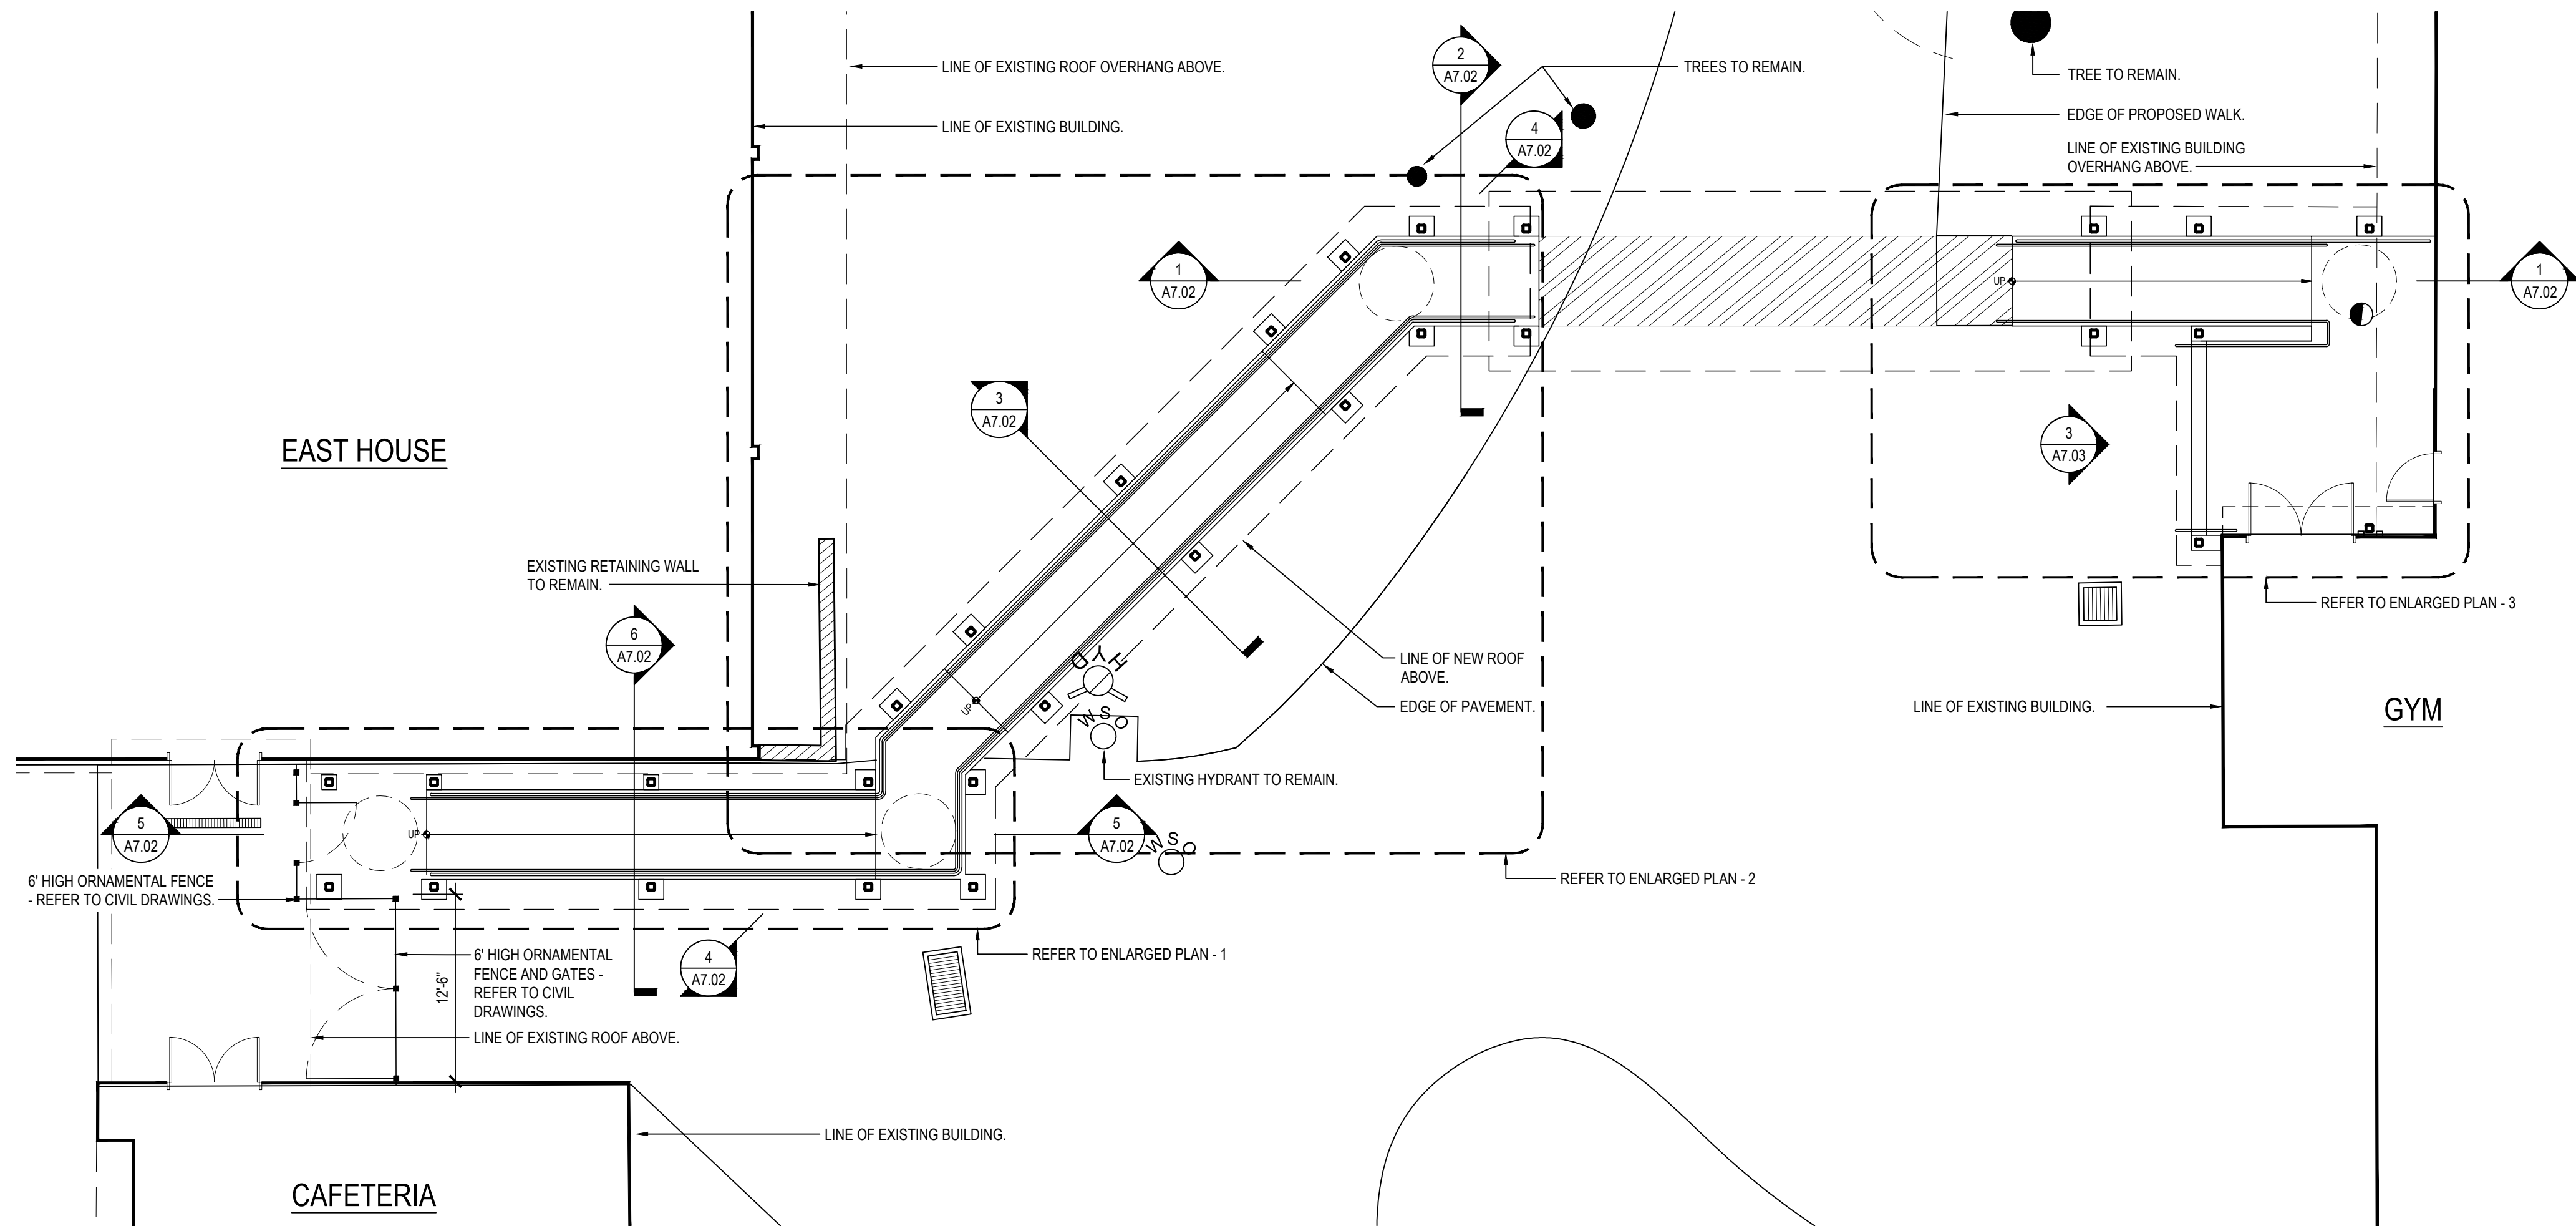 LINE OF EXISTING ROOF OVERHANG ABOVE.
LINE OF EXISTING BUILDING.
2
A7.02
TREES TO REMAIN.
4
A7.02
TREE TO REMAIN.
EDGE OF PROPOSED WALK.
LINE OF EXISTING BUILDING
OVERHANG ABOVE.
1
A7.02
UP
1
A7.02
3
A7.02
3
A7.03
EAST HOUSE
EXISTING RETAINING WALL
TO REMAIN.
6
A7.02
REFER TO ENLARGED PLAN - 3
HYD
LINE OF NEW ROOF
ABOVE.
UP
WSO
EDGE OF PAVEMENT.
LINE OF EXISTING BUILDING.
GYM
EXISTING HYDRANT TO REMAIN.
5
A7.02
UP
5
A7.02
WSO
6' HIGH ORNAMENTAL FENCE
- REFER TO CIVIL DRAWINGS.
REFER TO ENLARGED PLAN - 2
6' HIGH ORNAMENTAL
FENCE AND GATES -
REFER TO CIVIL
DRAWINGS.
12'-6"
4
A7.02
REFER TO ENLARGED PLAN - 1
LINE OF EXISTING ROOF ABOVE.
LINE OF EXISTING BUILDING.
CAFETERIA